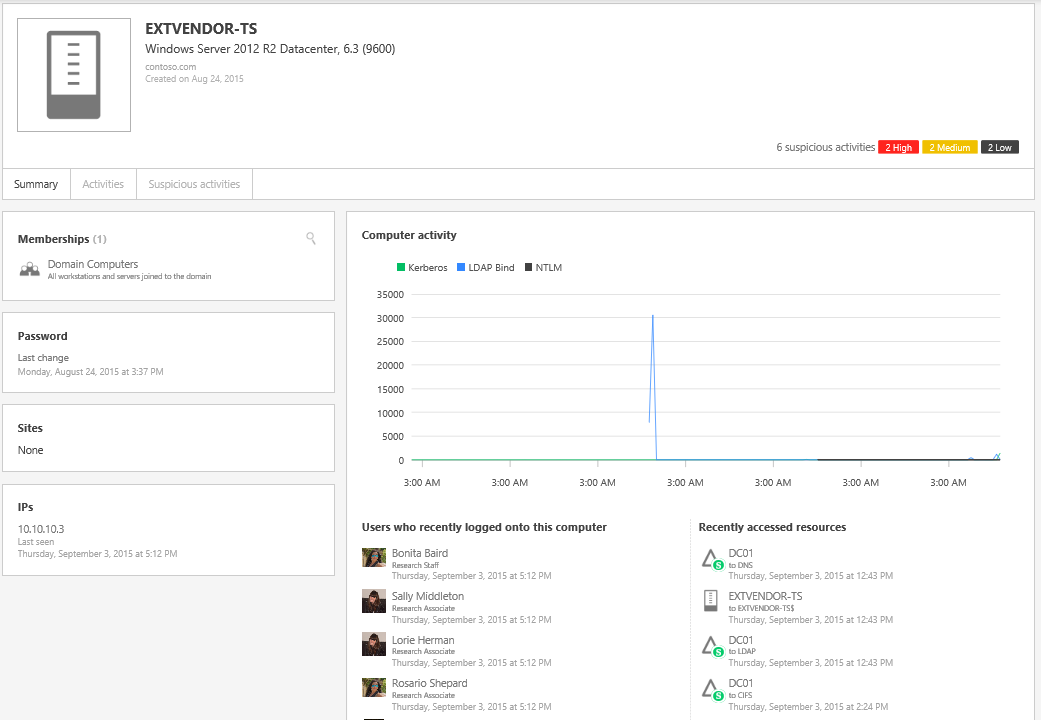 EXTVENDOR-TS
Windows Server 2012 R2 Datacenter, 6.3 (9600)
contoso.com
Created on Aug 24, 2015
6 suspicious activities 2 High 2 Medium 2 Low
Summary Activities Suspicious activities
Memberships (1)
Domain Computers
All workstations and servers joined to the domain
Password
Last change
Monday, August 24, 2015 at 3:37 PM
Sites
None
IPs
10.10.10.3
Last seen
Thursday, September 3, 2015 at 5:12 PM
Computer activity
Kerberos LDAP Bind NTLM
35000
30000
25000
20000
15000
10000
5000
0
3:00 AM 3:00 AM 3:00 AM 3:00 AM 3:00 AM 3:00 AM 3:00 AM
Users who recently logged onto this computer
Bonita Baird
Research Staff
Thursday, September 3, 2015 at 5:12 PM
Sally Middleton
Research Associate
Thursday, September 3, 2015 at 5:12 PM
Lorie Herman
Research Associate
Thursday, September 3, 2015 at 5:12 PM
Rosario Shepard
Research Associate
Thursday, September 3, 2015 at 5:12 PM
Recently accessed resources
DC01
S
to DNS
Thursday, September 3, 2015 at 12:43 PM
EXTVENDOR-TS
to EXTVENDOR-TS$
Thursday, September 3, 2015 at 12:43 PM
DC01
S
to LDAP
Thursday, September 3, 2015 at 12:43 PM
DC01
S
to CIFS
Thursday, September 3, 2015 at 2:24 PM